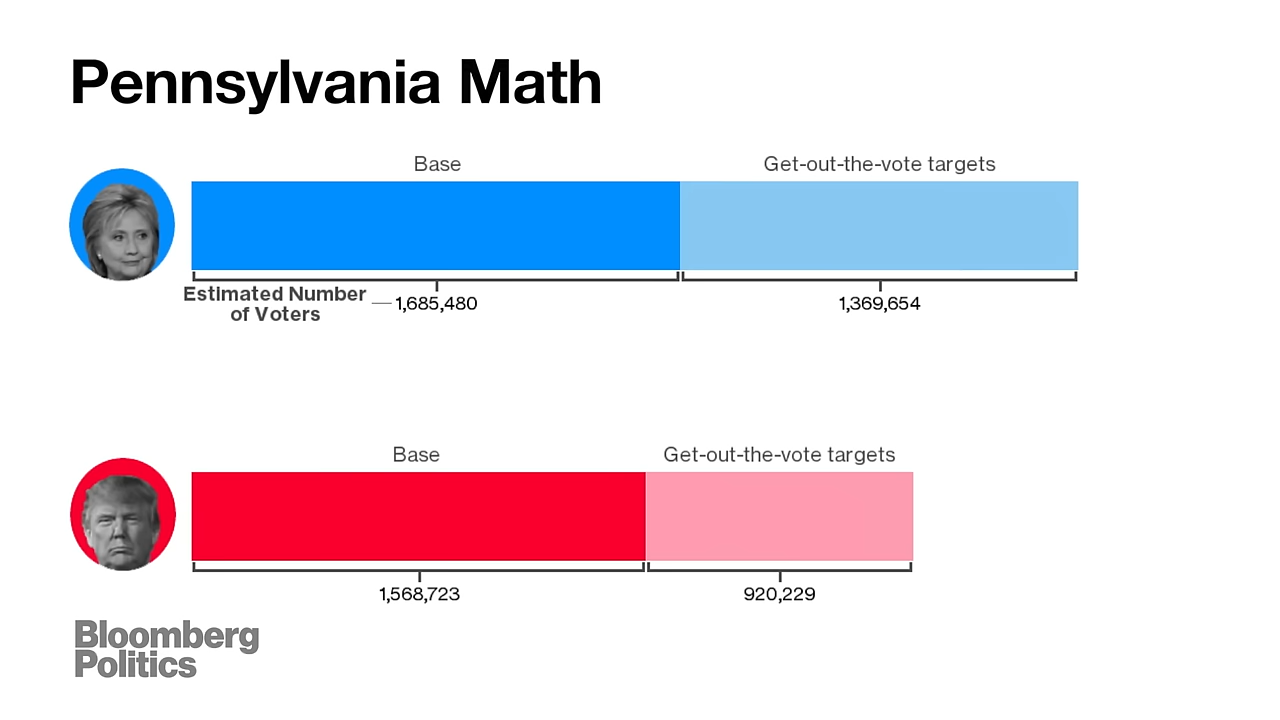 Pennsylvania Math
Base
Get-out-the-vote targets
Estimated Number
of Voters
1,685,480
1,369,654
Base
Get-out-the-vote targets
1,568,723
920,229
Bloomberg
Politics